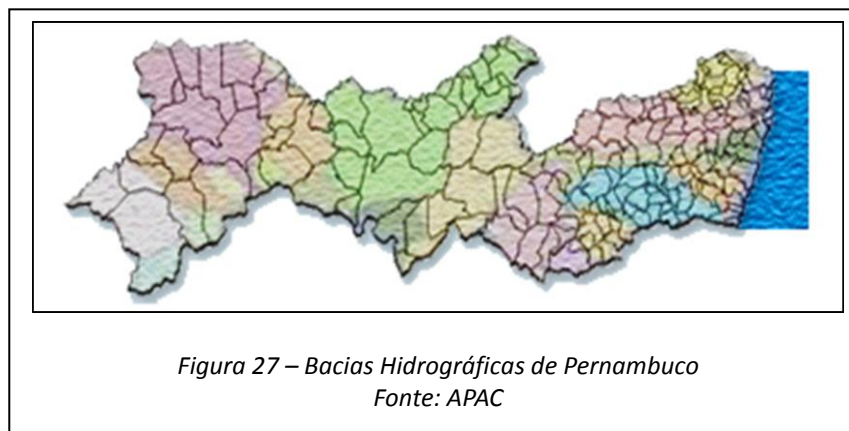 Figura 27 – Bacias Hidrográficas de Pernambuco
Fonte: APAC